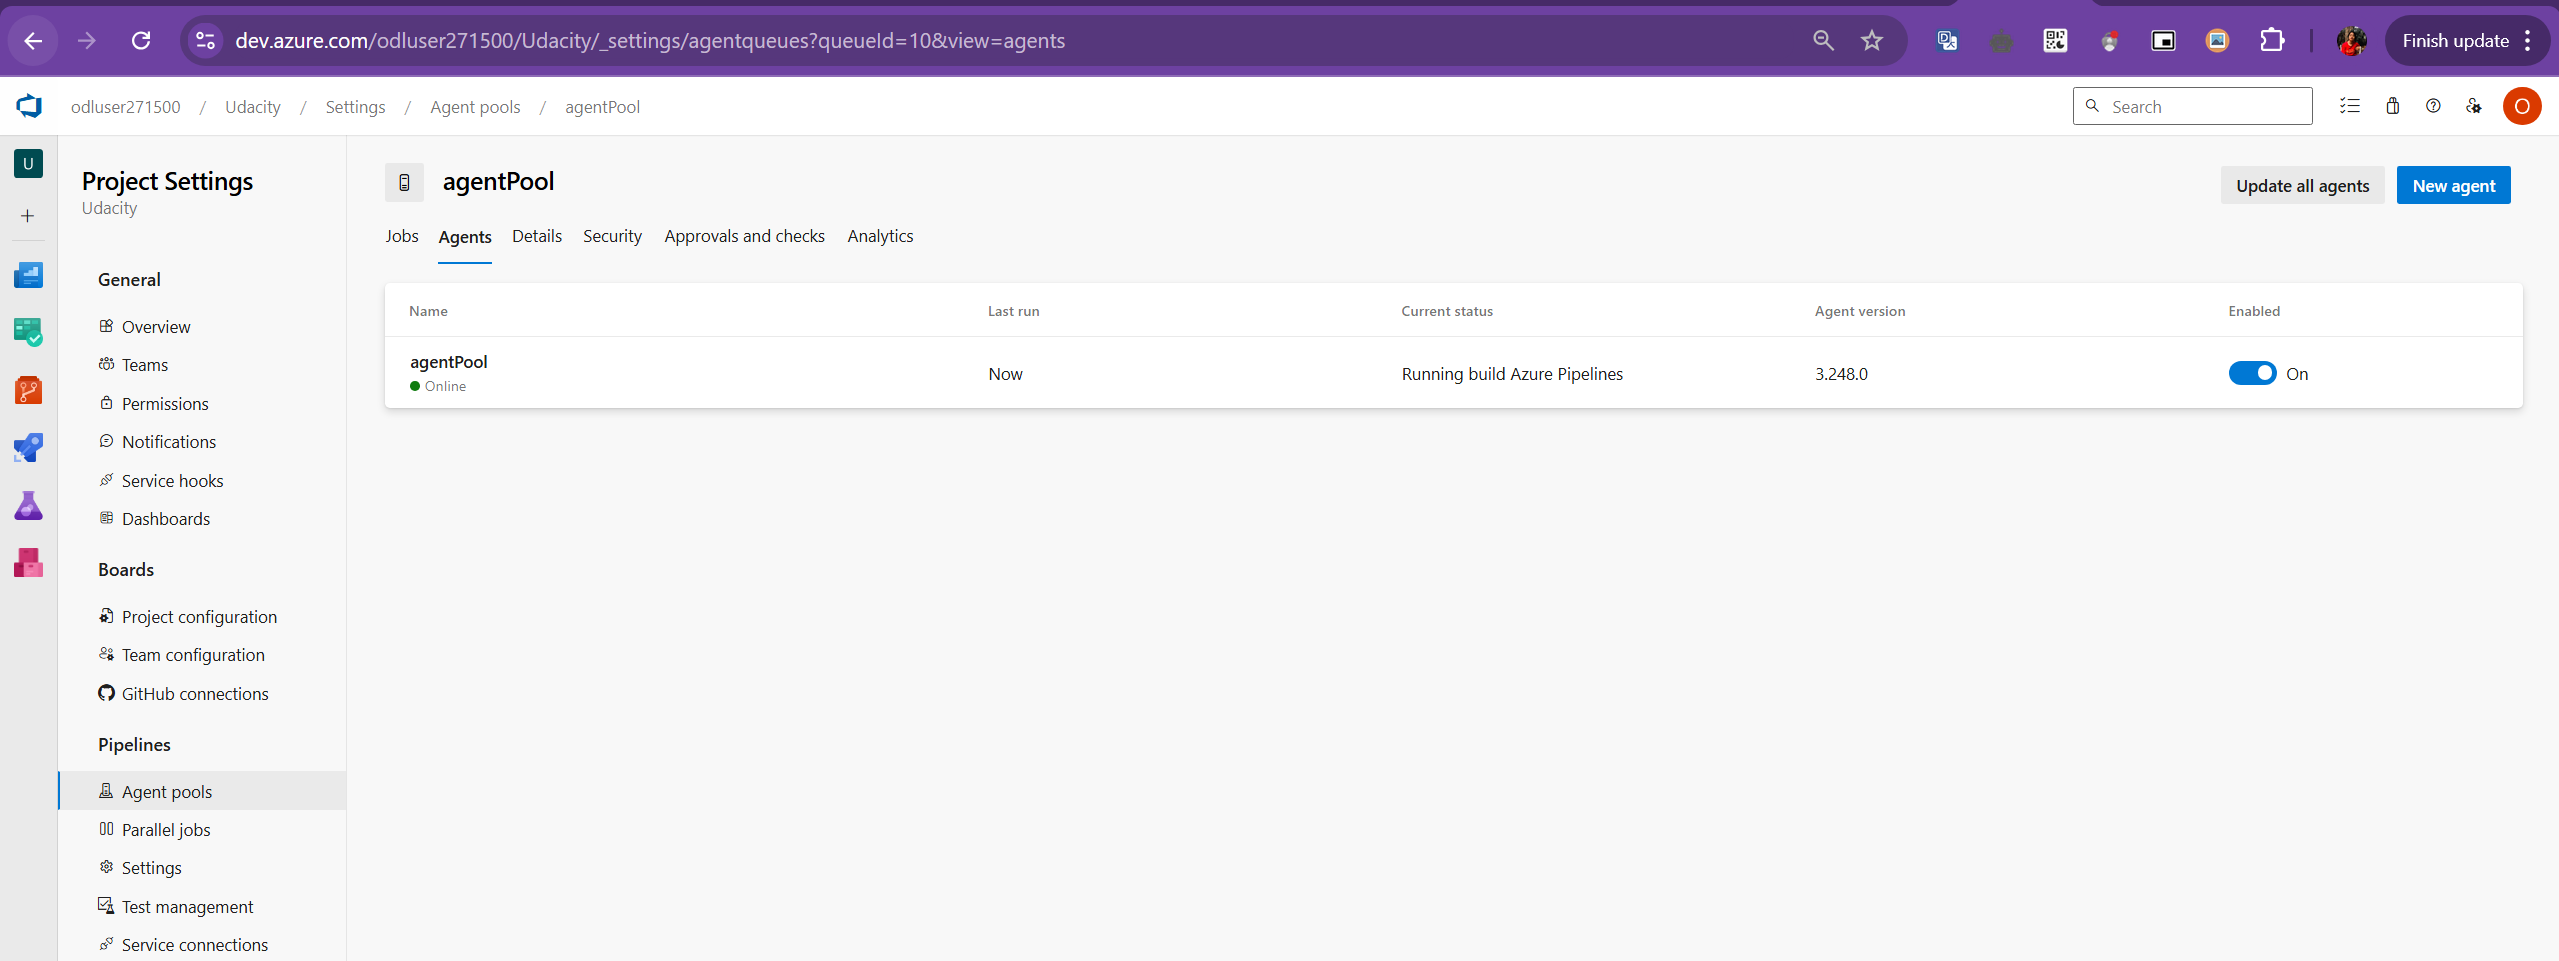 dev.azure.com/odluser271500/Udacity/_settings/agentqueues?queueId=10&view=agents
Finish update
odluser271500 / Udacity / Settings / Agent pools / agentPool
Search
O
U
Project Settings
Udacity
General
Overview
Teams
Permissions
Notifications
Service hooks
Dashboards
Boards
Project configuration
Team configuration
GitHub connections
Pipelines
Agent pools
Parallel jobs
Settings
Test management
Service connections
agentPool
Update all agents
New agent
Jobs Agents Details Security Approvals and checks Analytics
Name Last run Current status Agent version Enabled
agentPool
Online
Now
Running build Azure Pipelines
3.248.0
On